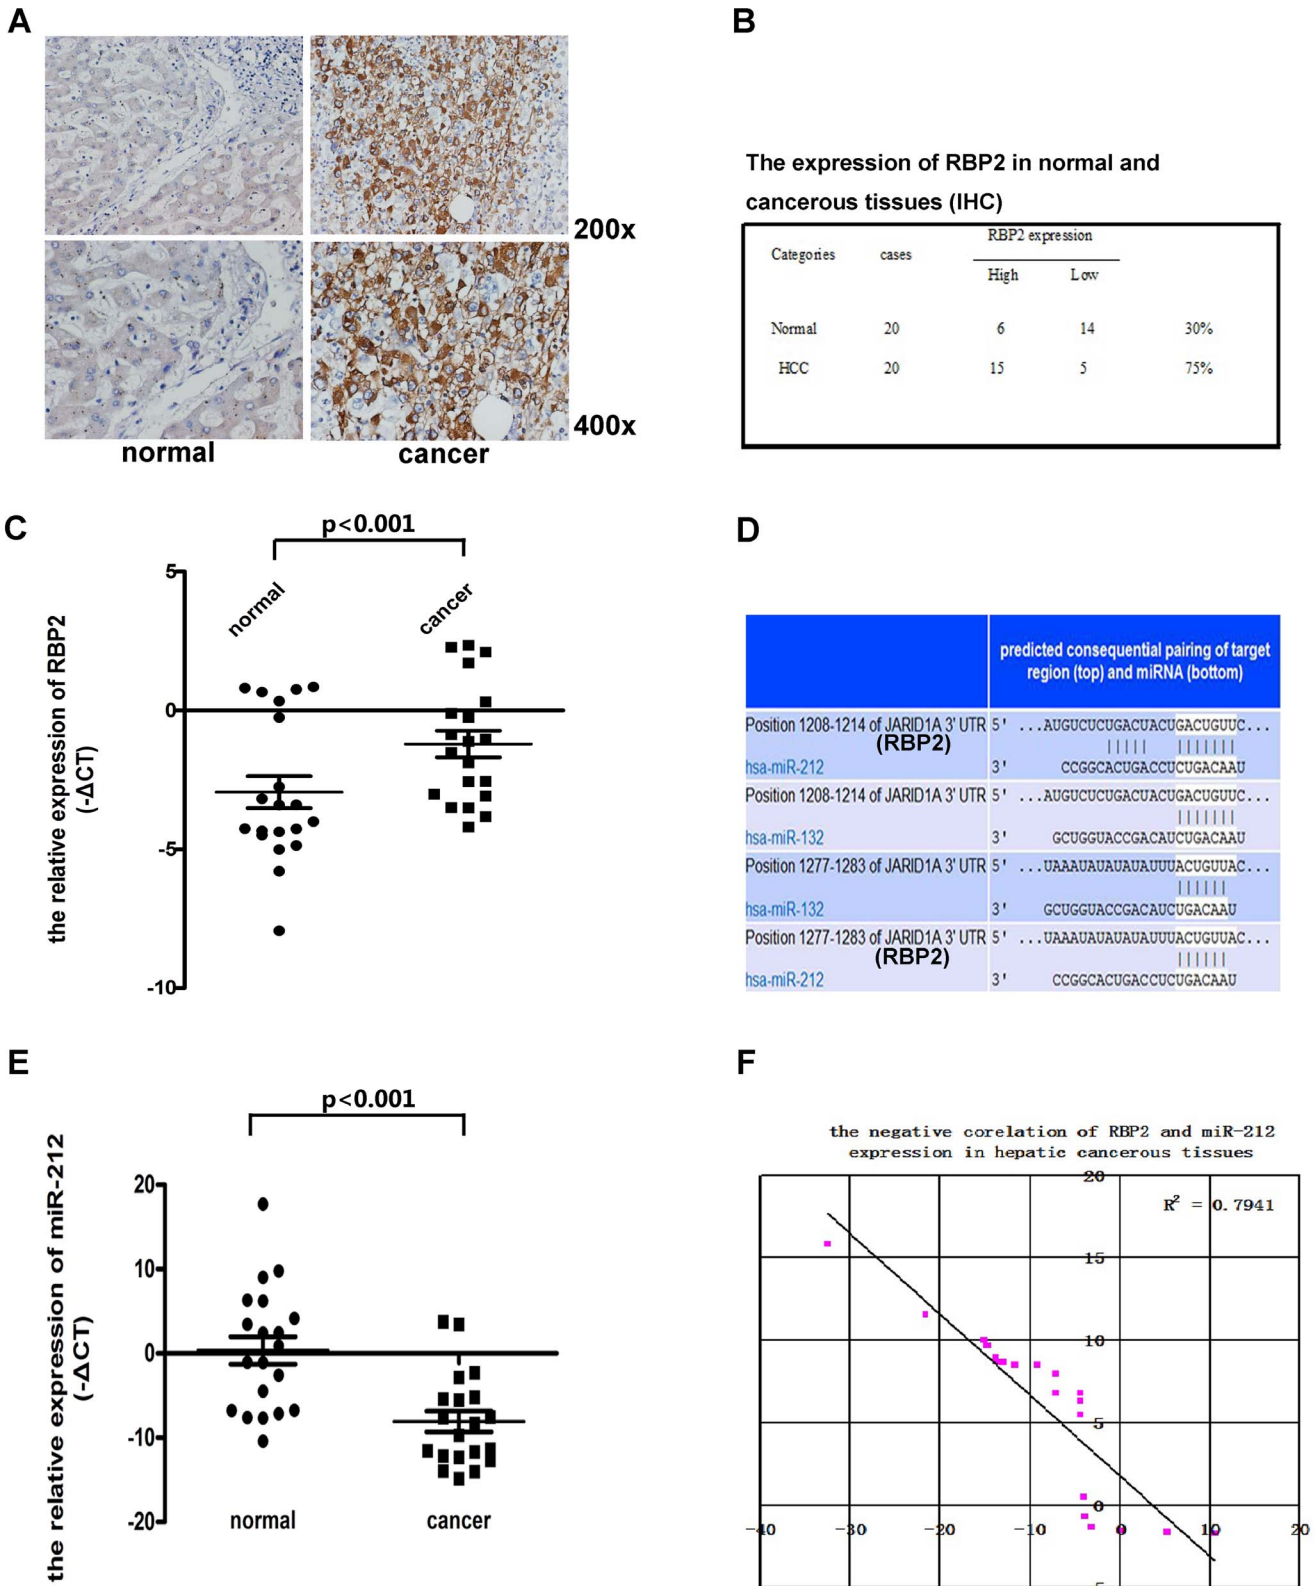 A
200x
400x
normal
cancer
B
The expression of RBP2 in normal and
cancerous tissues (IHC)
Categories cases RBP2 expression
High Low
Normal 20 6 14 30%
HCC 20 15 5 75%
C
p<0.001
normal
cancer
the relative expression of RBP2
(-ΔCT)
5
0
-5
-10
D
predicted consequential pairing of target
region (top) and miRNA (bottom)
Position 1208-1214 of JARID1A 3' UTR 5' ...AUGUCUCUGACUACUGACUGUUC...
(RBP2)
hsa-miR-212 3' CCGGCACUGACCUCUGACAAU
Position 1208-1214 of JARID1A 3' UTR 5' ...AUGUCUCUGACUACUGACUGUUC...
hsa-miR-132 3' GCUGGUACCGACAUCUGACAAU
Position 1277-1283 of JARID1A 3' UTR 5' ...UAAAUAUAUAUAUUUACUGUUAC...
hsa-miR-132 3' GCUGGUACCGACAUCUGACAAU
Position 1277-1283 of JARID1A 3' UTR 5' ...UAAAUAUAUAUAUUUACUGUUAC...
(RBP2)
hsa-miR-212 3' CCGGCACUGACCUCUGACAAU
E
p<0.001
the relative expression of miR-212
(-ΔCT)
20
10
0
-10
-20
normal
cancer
F
the negative corelation of RBP2 and miR-212
expression in hepatic cancerous tissues
R² = 0.7941
20
15
10
5
0
-40 -30 -20 -10 0 10 20